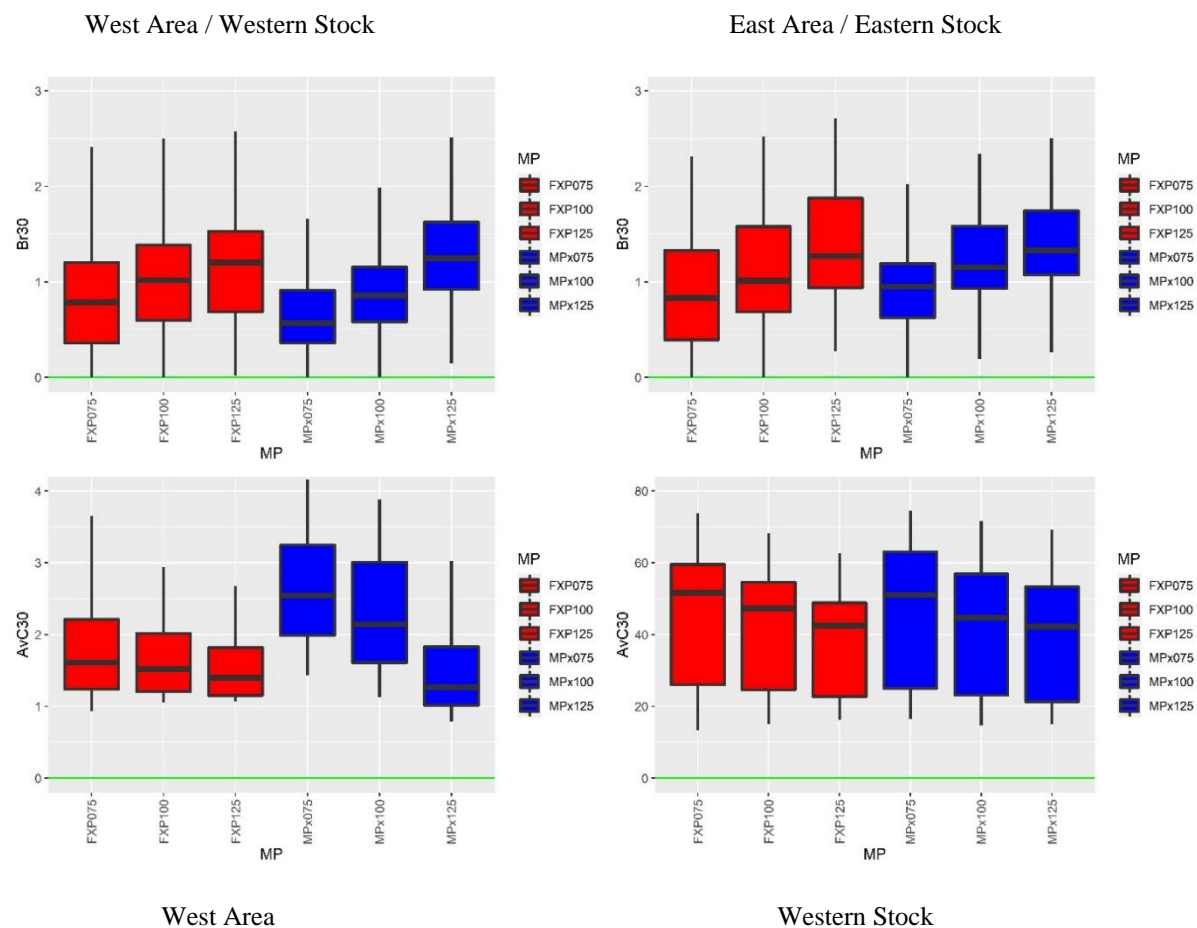 West Area / Western Stock
East Area / Eastern Stock
3
2
1
0
Br30
FXP075
FXP100
FXP125
MPx075
MPx100
MPx125
MP
MP
FXP075
FXP100
FXP125
MPx075
MPx100
MPx125
3
2
1
0
Br30
FXP075
FXP100
FXP125
MPx075
MPx100
MPx125
MP
MP
FXP075
FXP100
FXP125
MPx075
MPx100
MPx125
4
3
2
1
0
AvC30
FXP075
FXP100
FXP125
MPx075
MPx100
MPx125
MP
MP
FXP075
FXP100
FXP125
MPx075
MPx100
MPx125
80
60
40
20
0
AvC30
FXP075
FXP100
FXP125
MPx075
MPx100
MPx125
MP
MP
FXP075
FXP100
FXP125
MPx075
MPx100
MPx125
West Area
Western Stock